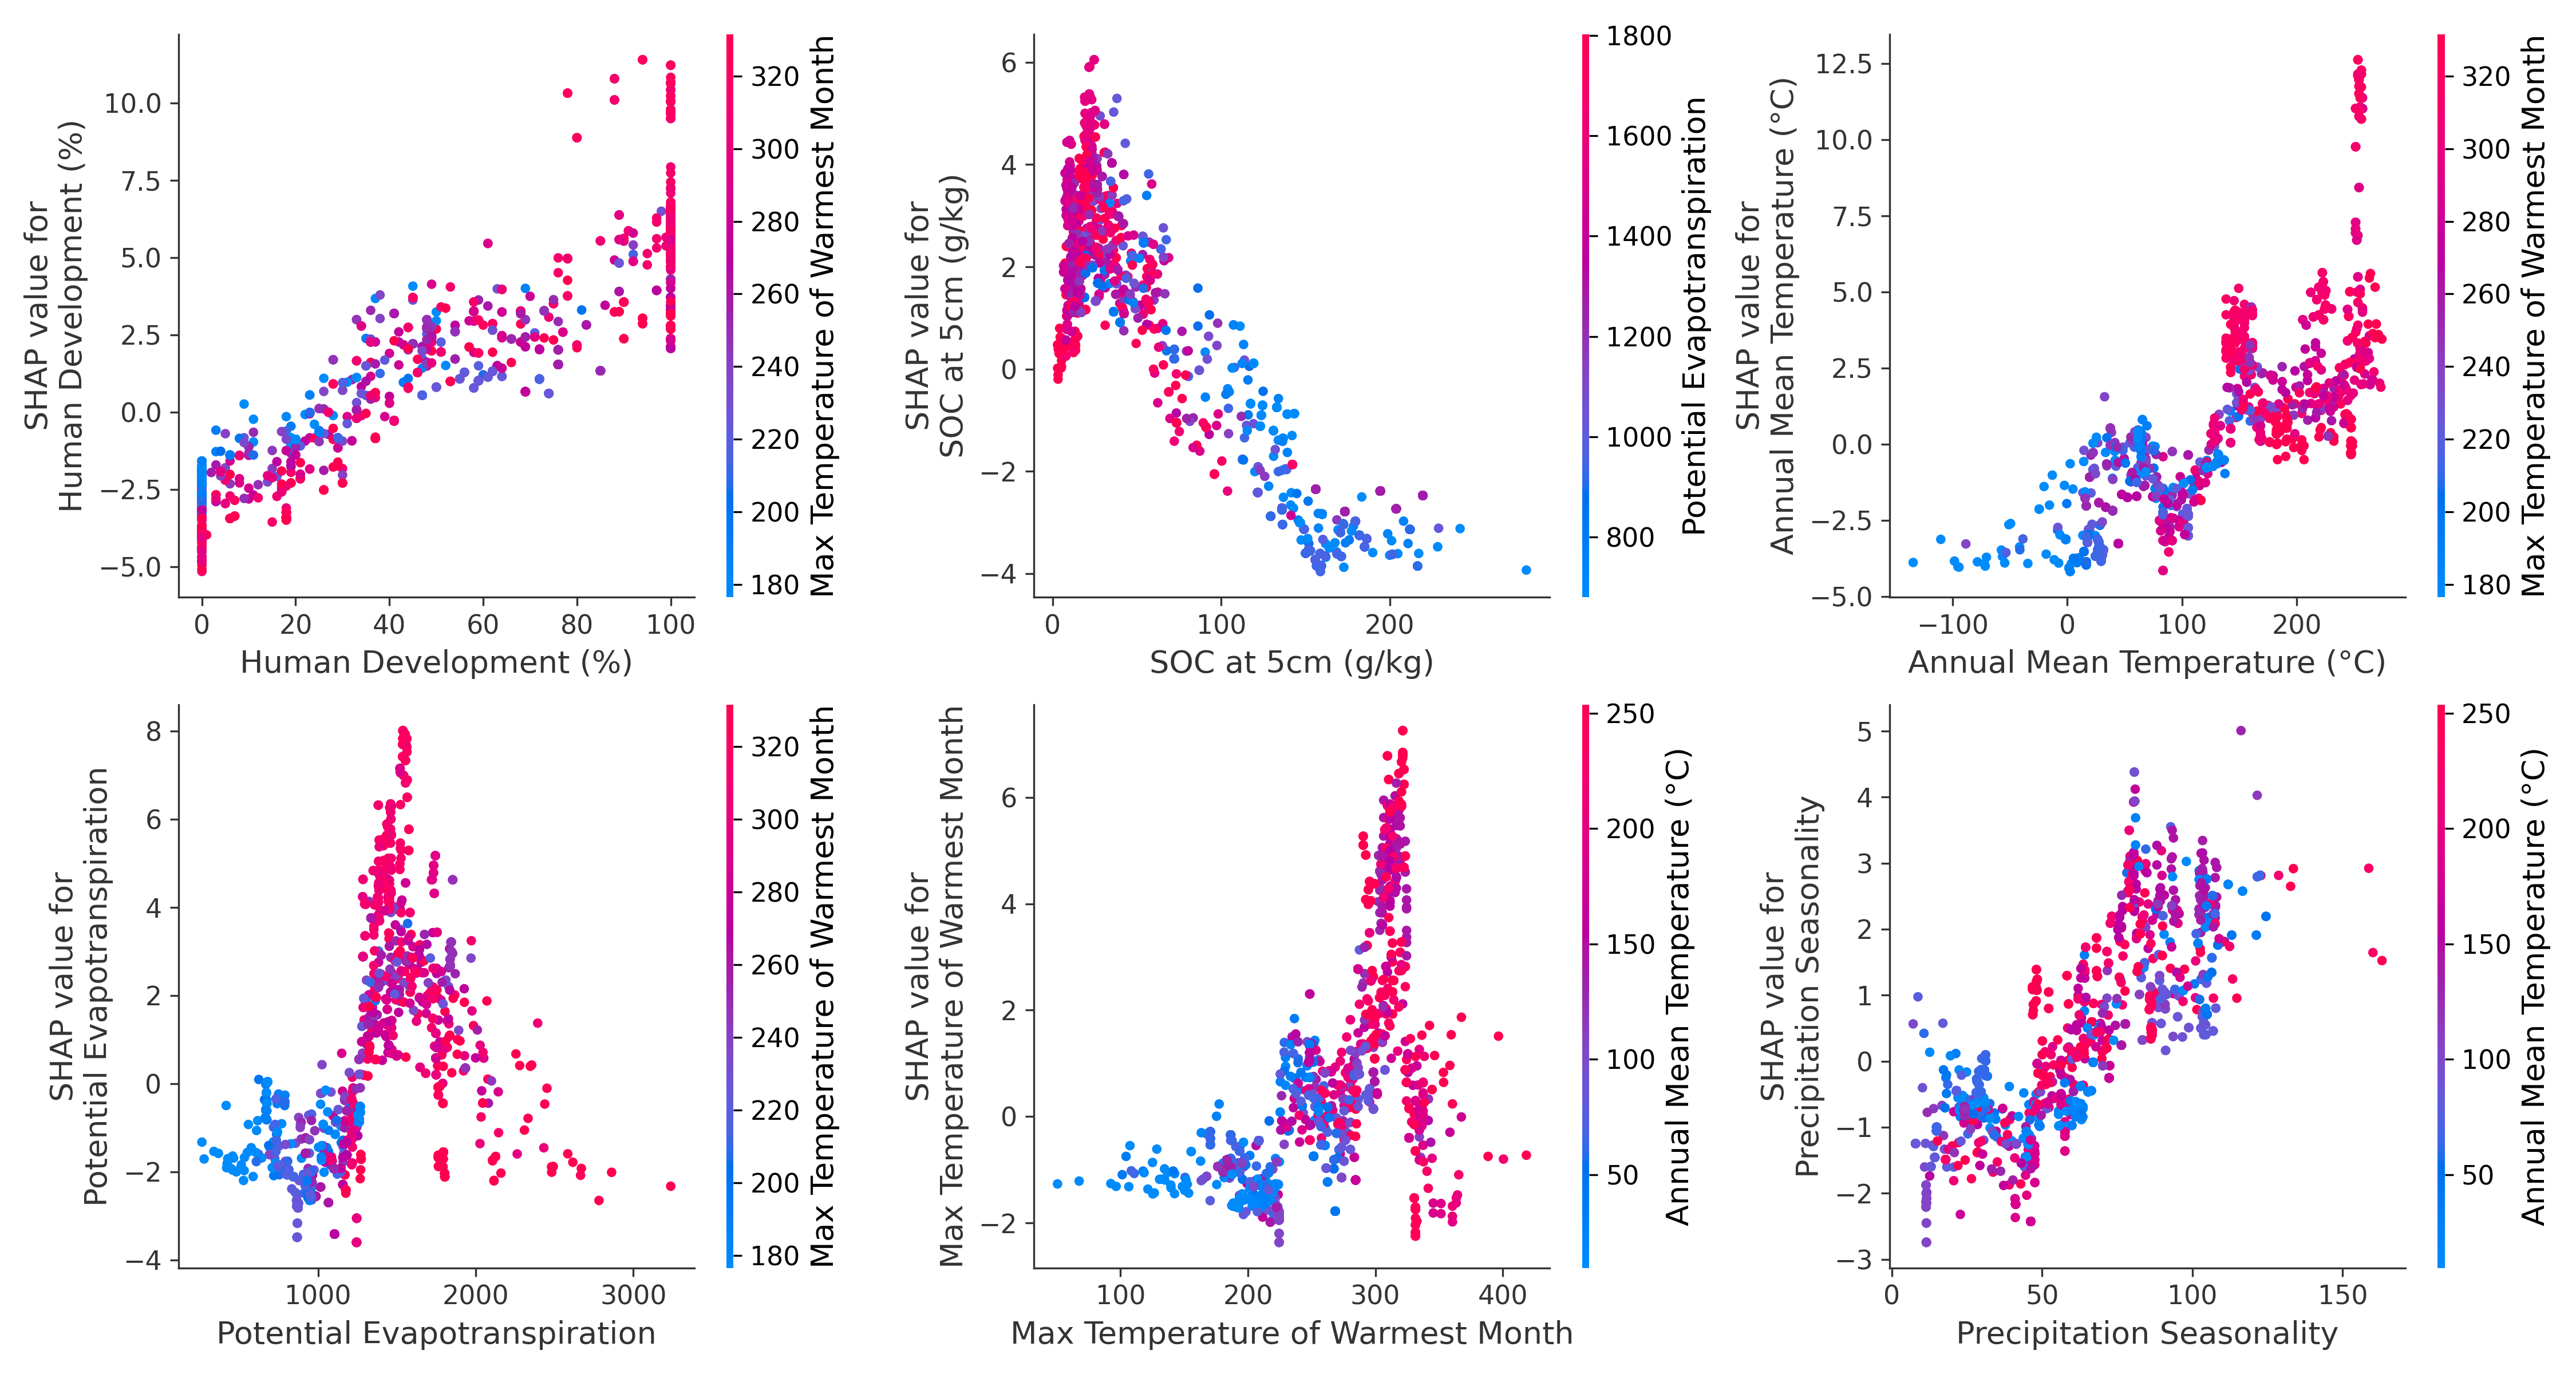 SHAP value for
Human Development (%)
10.0
7.5
5.0
2.5
0.0
−2.5
−5.0
0 20 40 60 80 100
Human Development (%)
320
300
280
260
240
220
200
180
Max Temperature of Warmest Month
SHAP value for
SOC at 5cm (g/kg)
6
4
2
0
−2
−4
0 100 200
SOC at 5cm (g/kg)
1800
1600
1400
1200
1000
800
Potential Evapotranspiration
SHAP value for
Annual Mean Temperature (°C)
12.5
10.0
7.5
5.0
2.5
0.0
−2.5
−5.0
−100 0 100 200
Annual Mean Temperature (°C)
320
300
280
260
240
220
200
180
Max Temperature of Warmest Month
SHAP value for
Potential Evapotranspiration
8
6
4
2
0
−2
−4
1000 2000 3000
Potential Evapotranspiration
320
300
280
260
240
220
200
180
Max Temperature of Warmest Month
SHAP value for
Max Temperature of Warmest Month
6
4
2
0
−2
100 200 300 400
Max Temperature of Warmest Month
250
200
150
100
50
Annual Mean Temperature (°C)
SHAP value for
Precipitation Seasonality
5
4
3
2
1
0
−1
−2
−3
0 50 100 150
Precipitation Seasonality
250
200
150
100
50
Annual Mean Temperature (°C)